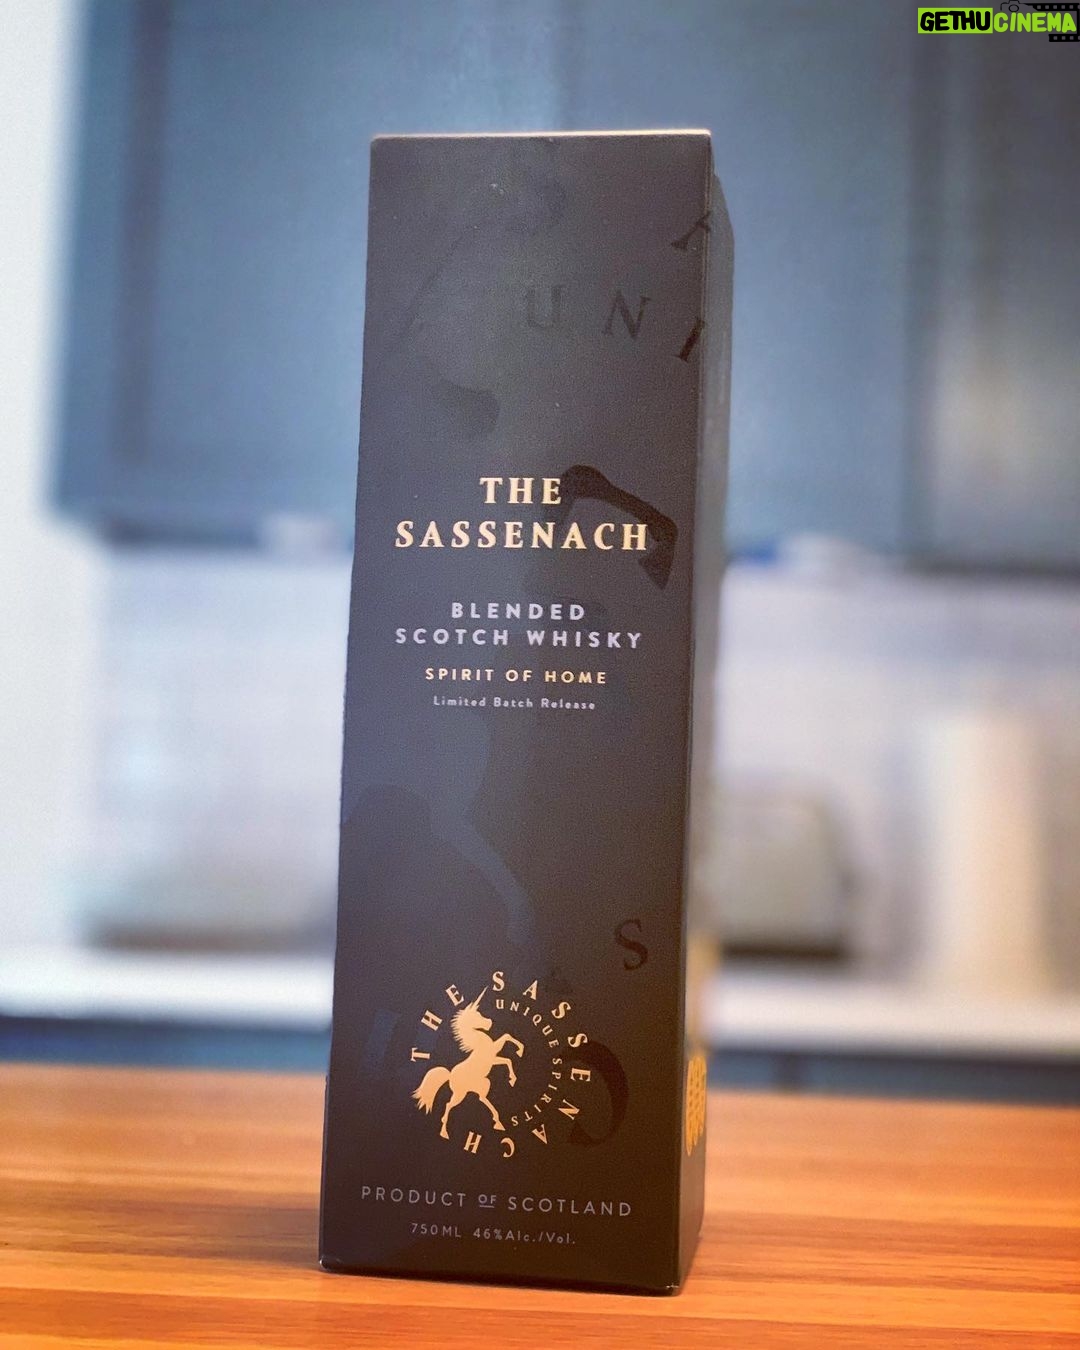 GETHUCINEMA
S
A
UNI
THE
SASSENACH
BLENDED
SCOTCH WHISKY
SPIRIT OF HOME
Limited Batch Release
S
THE SASSENACH
UNIQUE SPIRITS
PRODUCT OF SCOTLAND
750ML 46%Alc./Vol.